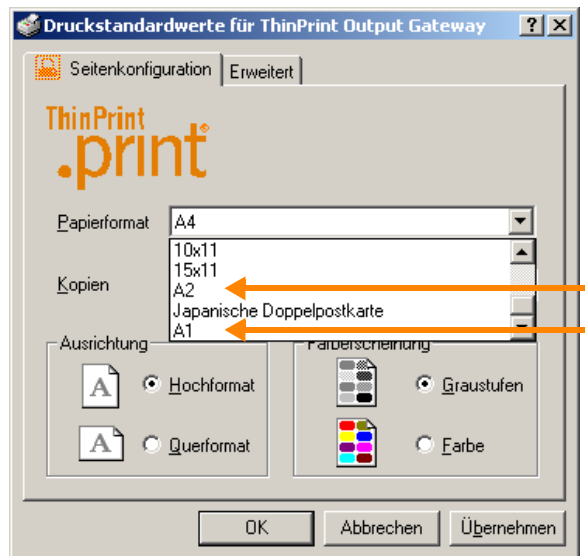 Druckstandardwerte für ThinPrint Output Gateway
Seitenkonfiguration
Erweitert
ThinPrint
.print
Papierformat
A4
10x11
15x11
A2
Japanische Doppelpostkarte
A1
Kopien
Ausrichtung
Farberscheinung
A
Hochformat
Graustufen
A
Querformat
Farbe
OK
Abbrechen
Übernehmen